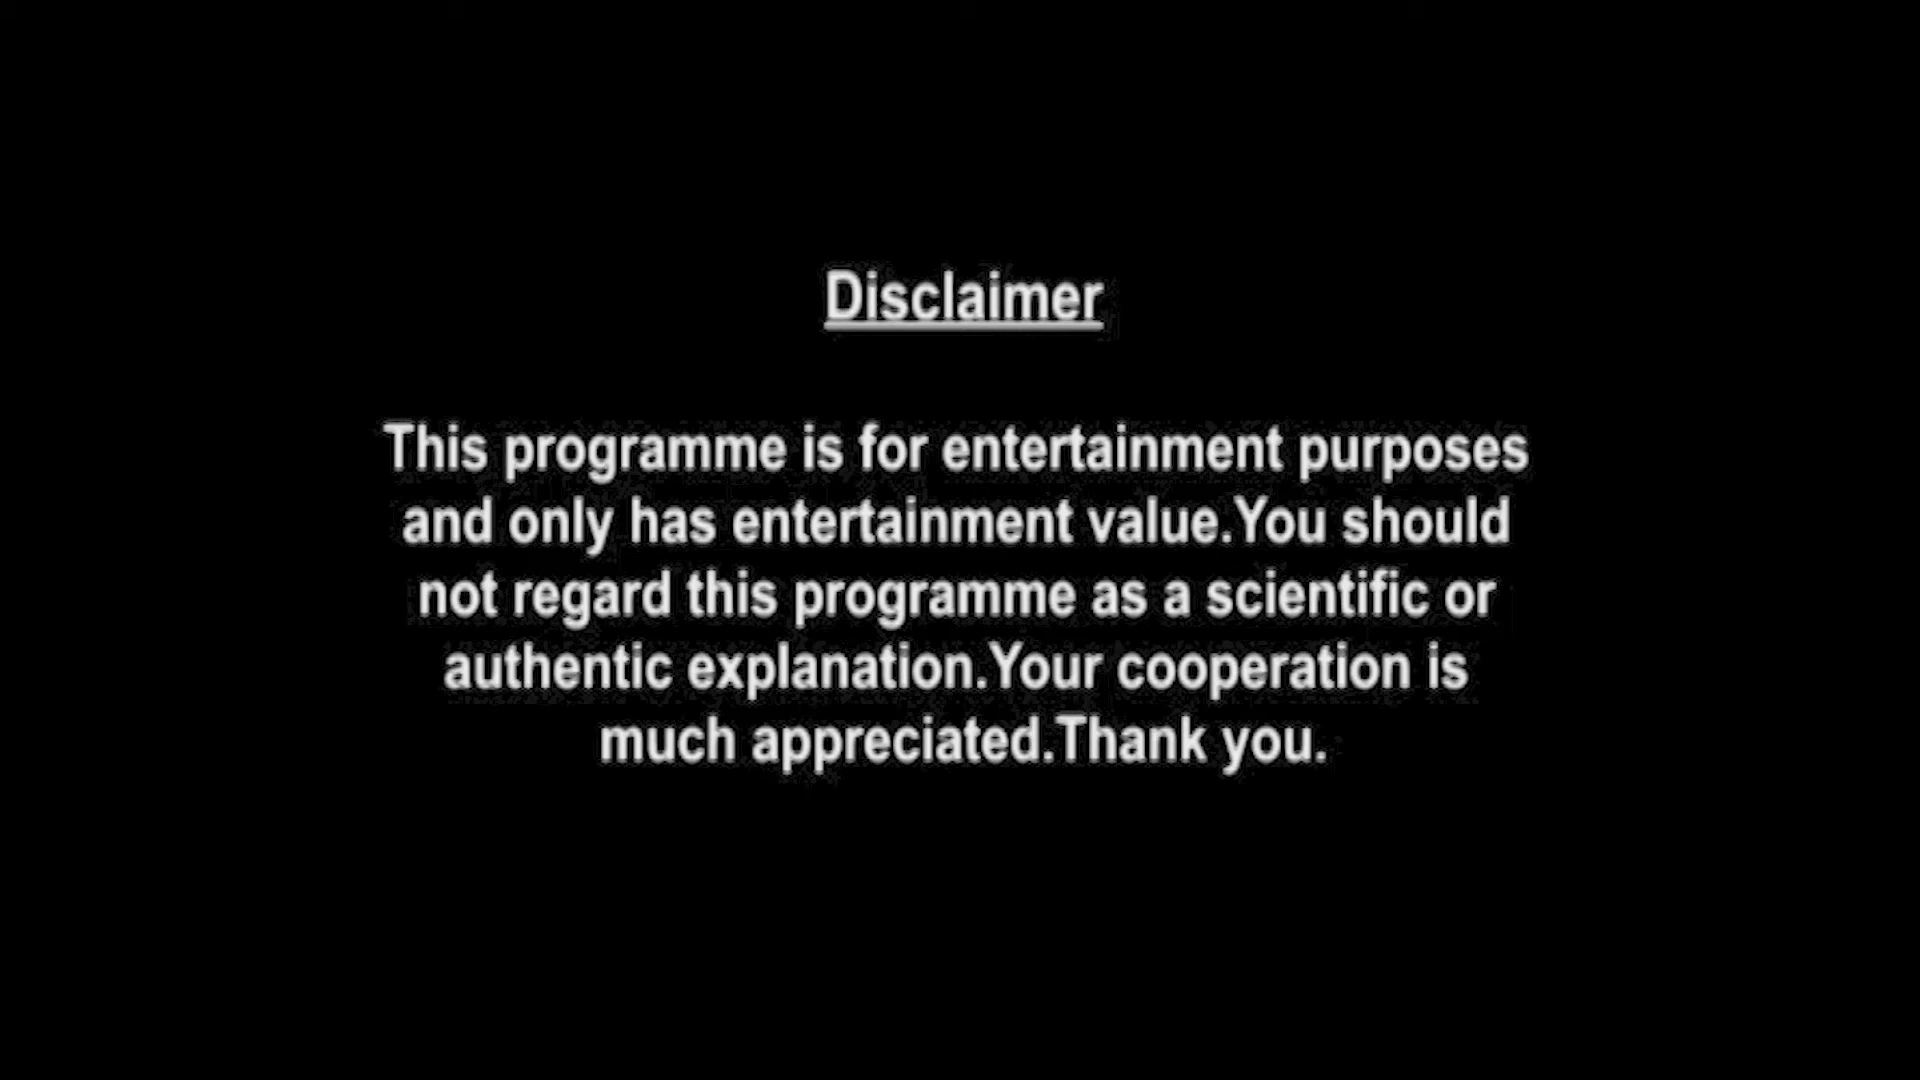 Disclaimer
This programme is for entertainment purposes
and only has entertainment value.You should
not regard this programme as a scientific or
authentic explanation.Your cooperation is
much appreciated.Thank you.